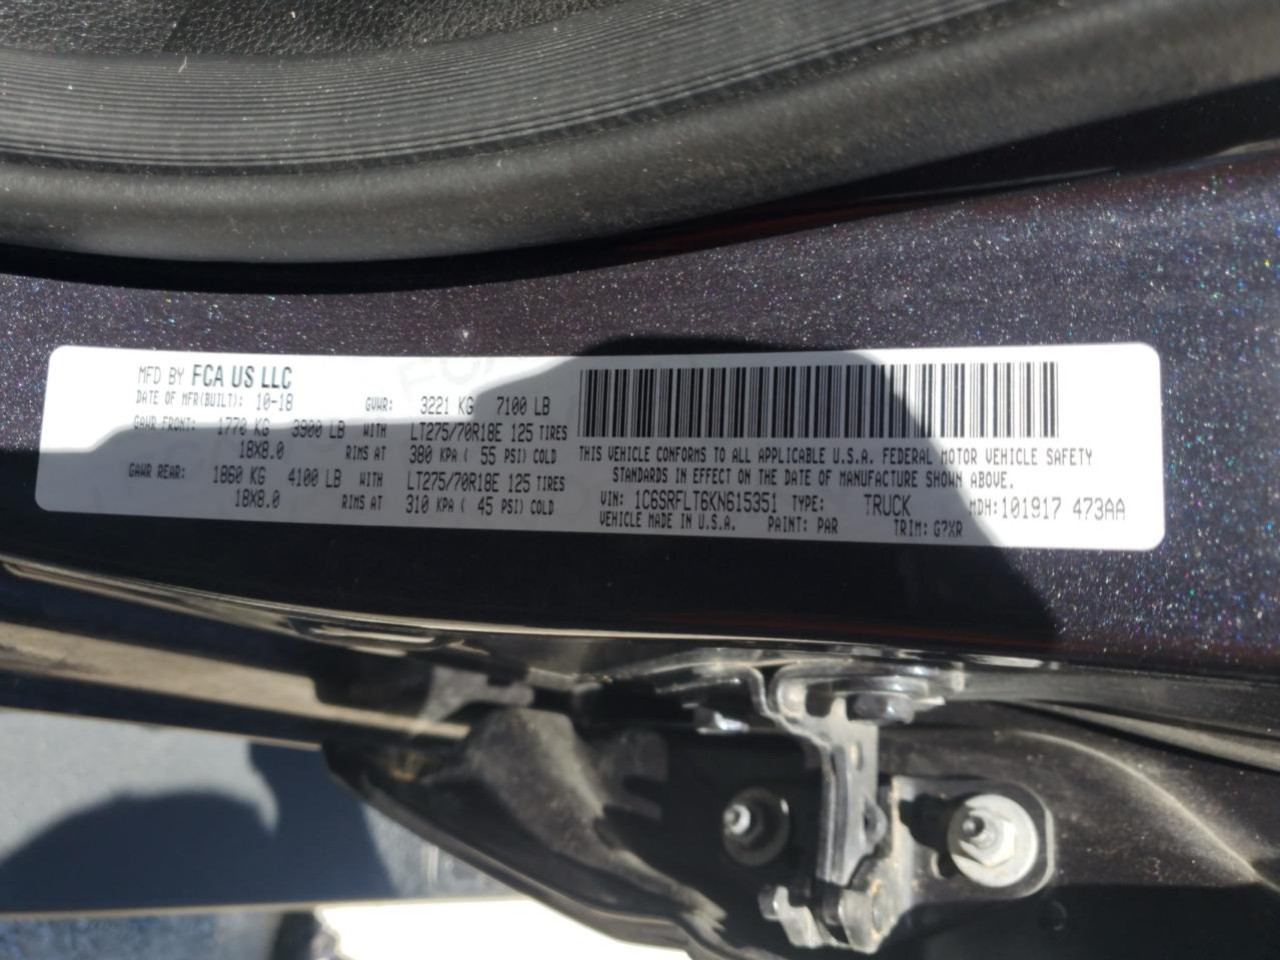 MFD BY FCA US LLC
DATE OF MFR(BUILT): 10-18 GVWR: 3221 KG 7100 LB
GAWR FRONT: 1770 KG 3900 LB WITH LT275/70R18E 125 TIRES
18X8.0 RIMS AT 380 KPA ( 55 PSI) COLD
GAWR REAR: 1860 KG 4100 LB WITH LT275/70R18E 125 TIRES
18X8.0 RIMS AT 310 KPA ( 45 PSI) COLD
THIS VEHICLE CONFORMS TO ALL APPLICABLE U.S.A. FEDERAL MOTOR VEHICLE SAFETY
STANDARDS IN EFFECT ON THE DATE OF MANUFACTURE SHOWN ABOVE.
VIN: 1C6SRFLT6KN615351 TYPE: TRUCK MDH:101917 473AA
VEHICLE MADE IN U.S.A. PAINT: PAR TRIM: G7XR